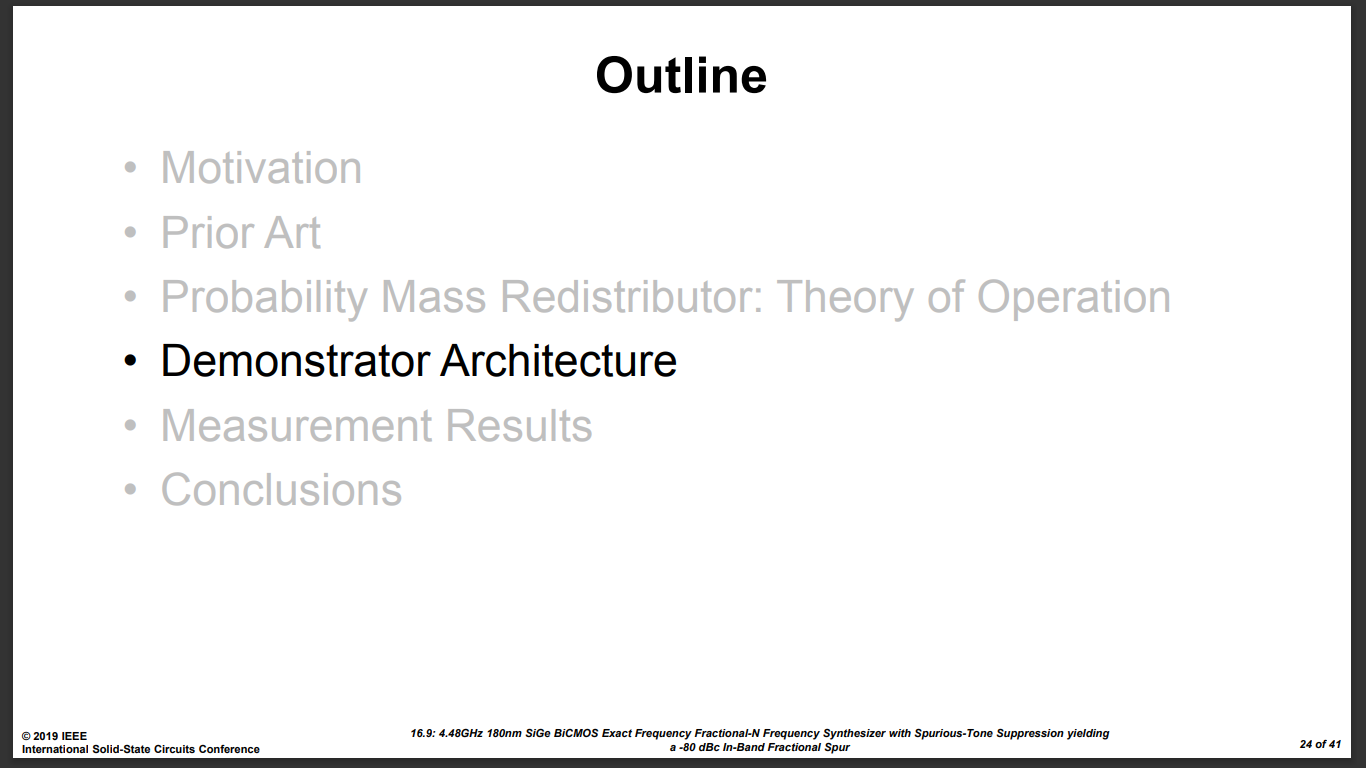 Outline
• Motivation
• Prior Art
• Probability Mass Redistributor: Theory of Operation
• Demonstrator Architecture
• Measurement Results
• Conclusions
© 2019 IEEE
International Solid-State Circuits Conference
16.9: 4.48GHz 180nm SiGe BiCMOS Exact Frequency Fractional-N Frequency Synthesizer with Spurious-Tone Suppression yielding
a -80 dBc In-Band Fractional Spur
24 of 41